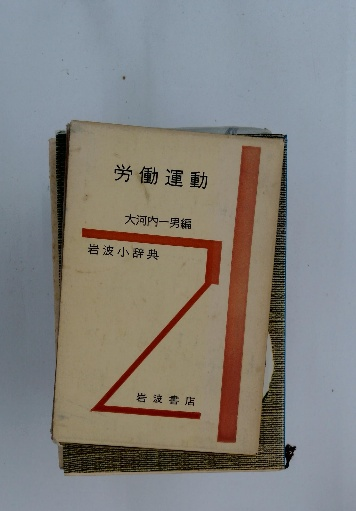 労働運動
大河内一男編
岩波小辞典
岩波書店